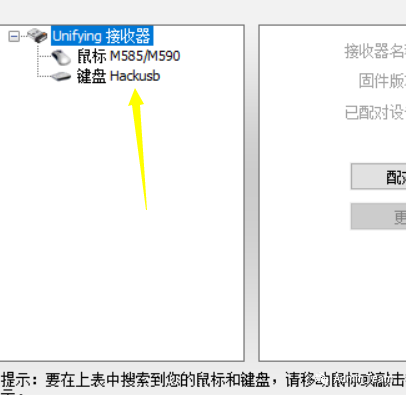 Unifying 接收器
鼠标 M585/M590
键盘 Hackusb
接收器名
固件版
已配对设
配
更
提示：要在上表中搜索到您的鼠标和键盘，请移动鼠标或敲击